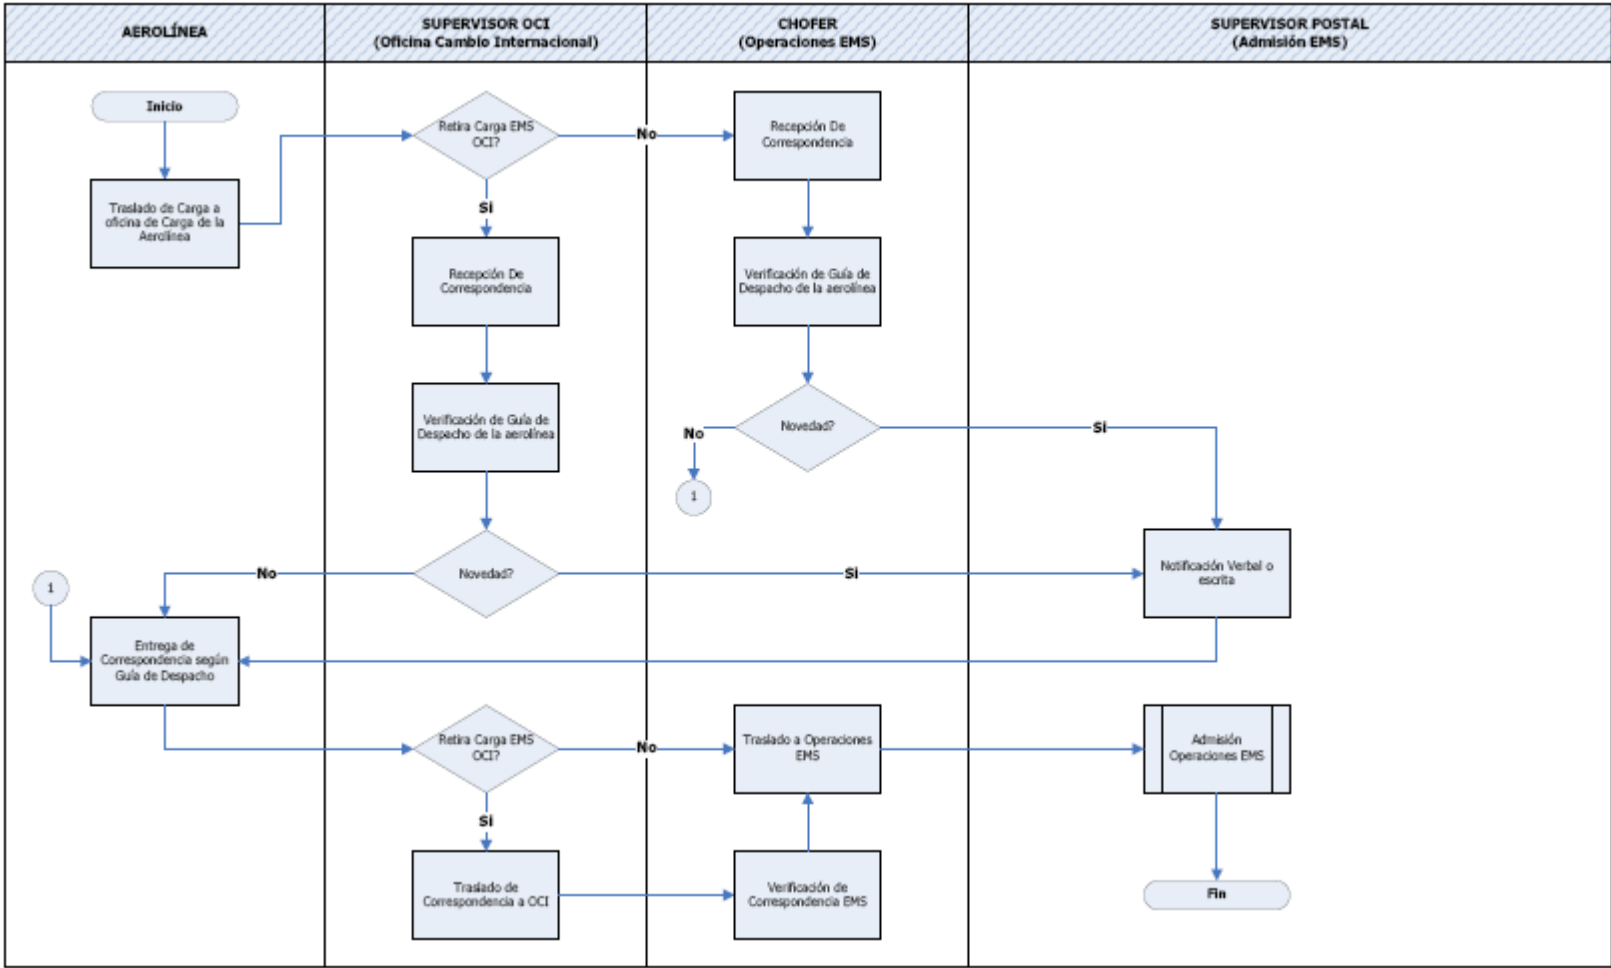 AEROLÍNEA
SUPERVISOR OCI
(Oficina Cambio Internacional)
CHOFER
(Operaciones EMS)
SUPERVISOR POSTAL
(Admisión EMS)
Inicio
Retira Carga EMS
OCI?
No
Recepción De
Correspondencia
Traslado de Carga a
oficina de Carga de la
Aerolínea
Si
Recepción De
Correspondencia
Verificación de Guía de
Despacho de la aerolínea
Verificación de Guía de
Despacho de la aerolínea
Novedad?
No
Si
1
Novedad?
No
Si
Notificación Verbal o
escrita
1
Entrega de
Correspondencia según
Guía de Despacho
Retira Carga EMS
OCI?
No
Traslado a Operaciones
EMS
Admisión
Operaciones EMS
Si
Traslado de
Correspondencia a OCI
Verificación de
Correspondencia EMS
Fin